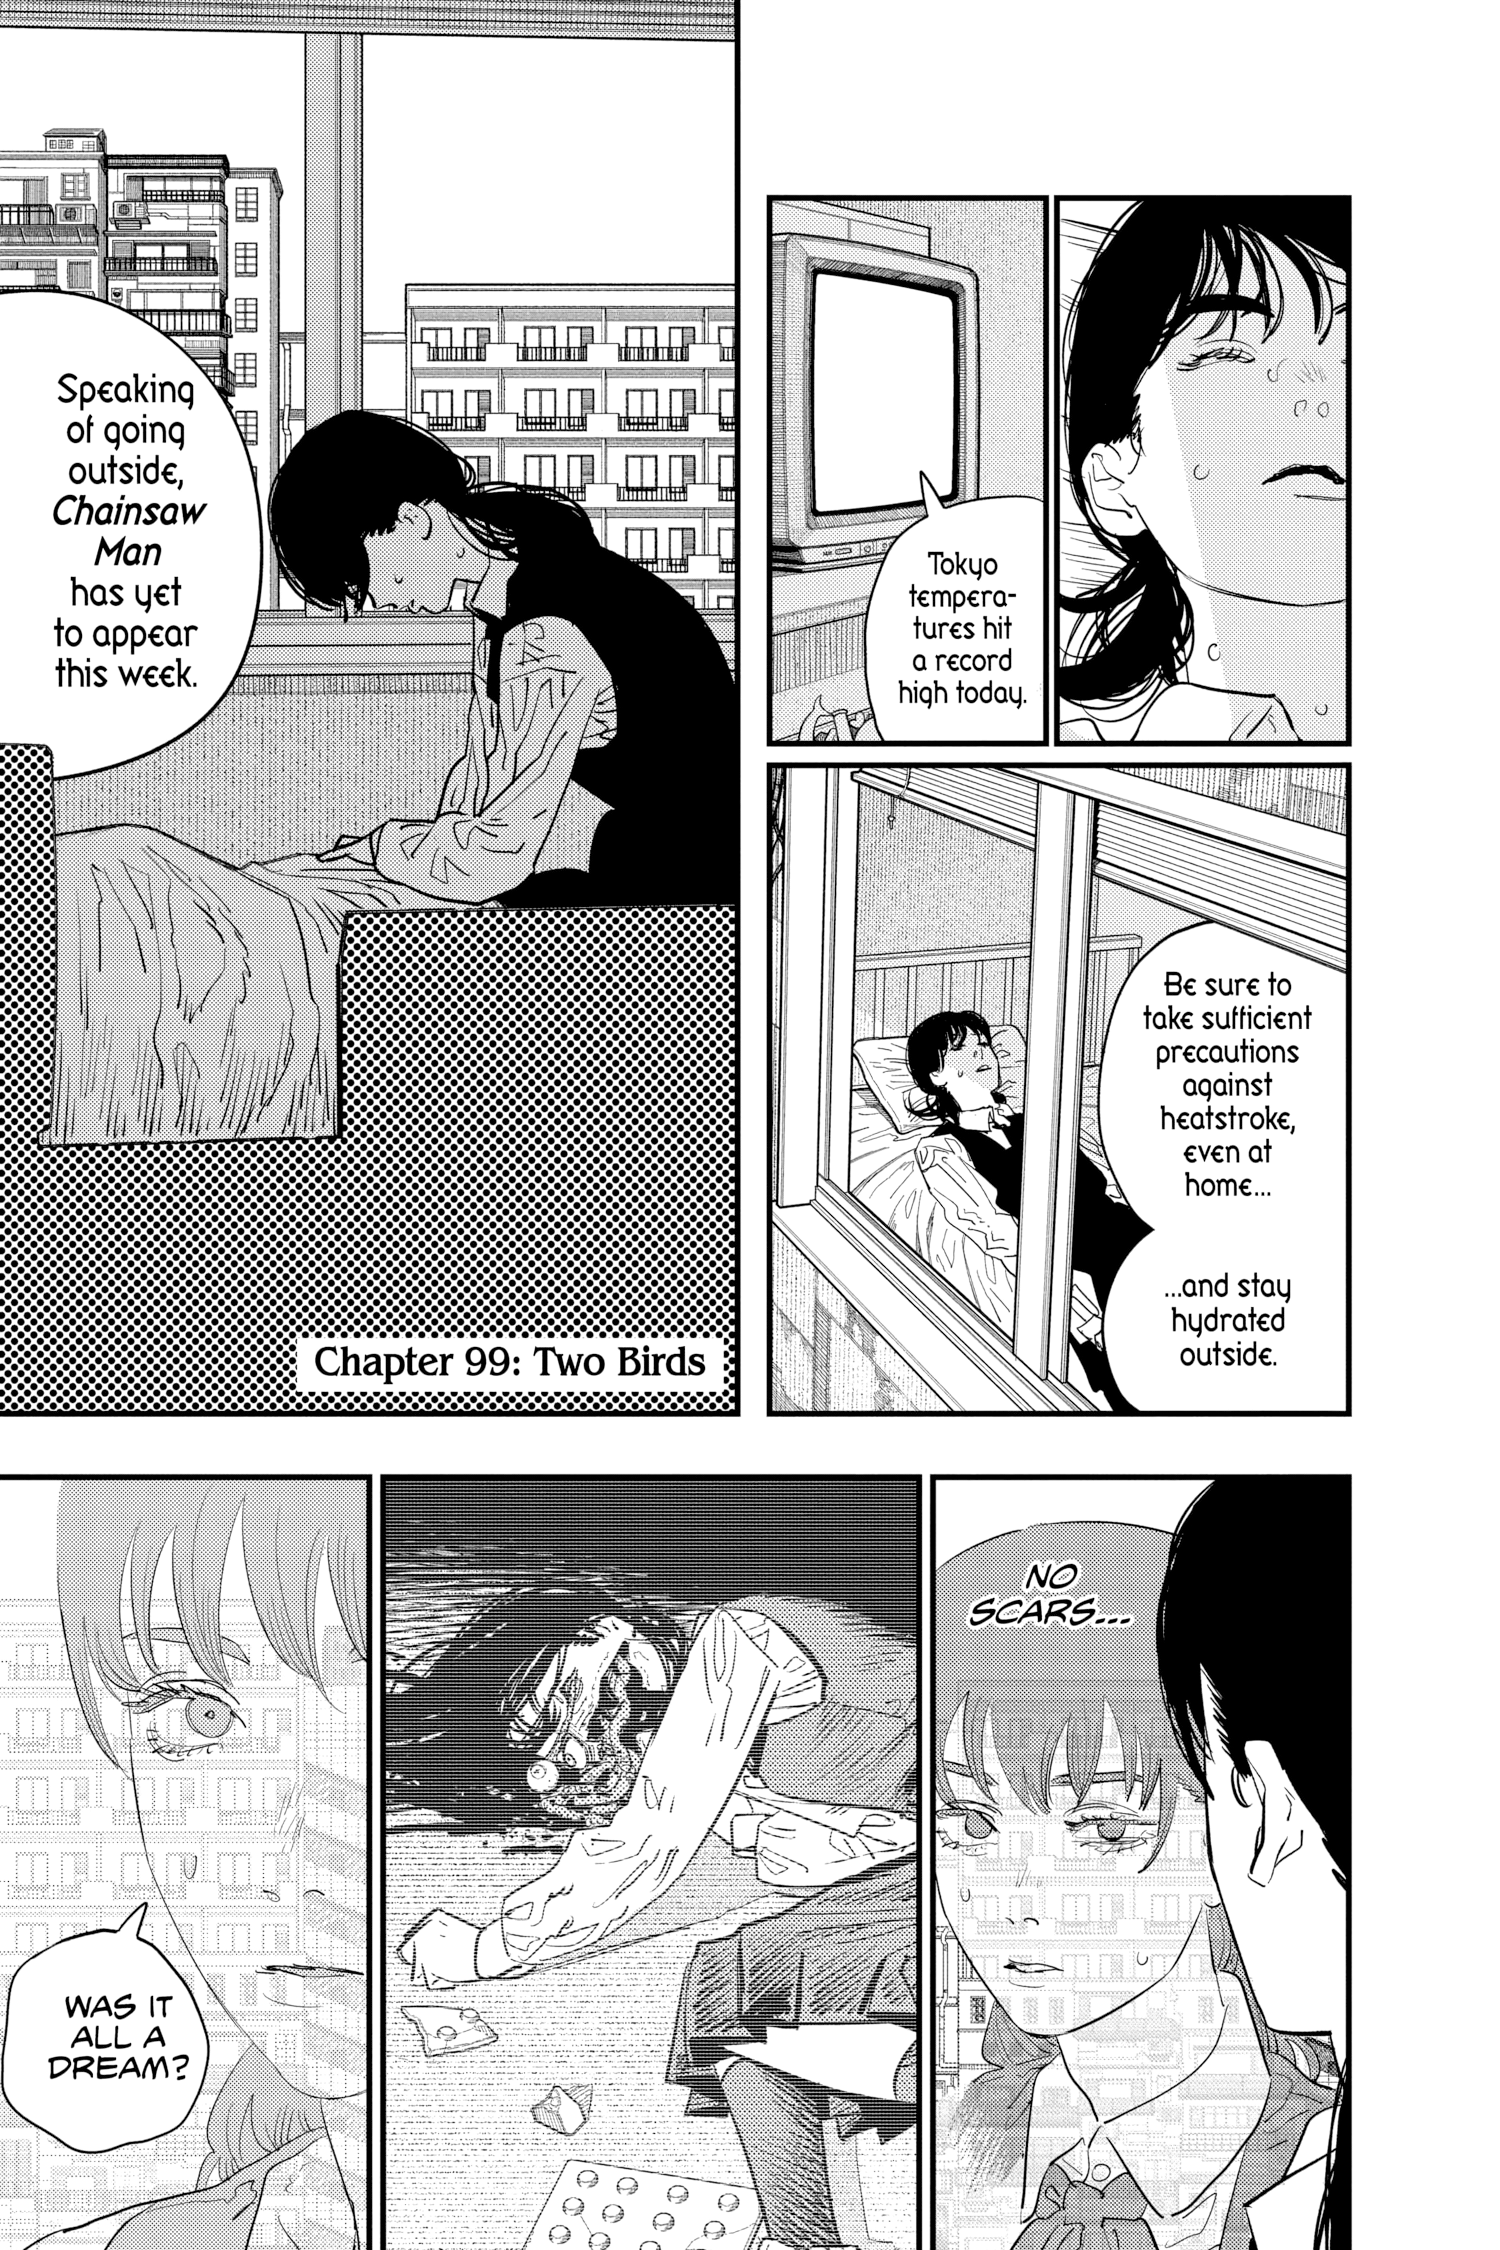 Tokyo
tempera-
tures hit
a record
high today.
Be sure to
take sufficient
precautions
against
heatstroke,
even at
home...
...and stay
hydrated
outside.
Speaking
of going
outside,
Chainsaw
Man
has yet
to appear
this week.
Chapter 99: Two Birds
NO
SCARS...
WAS IT
ALL A
DREAM?